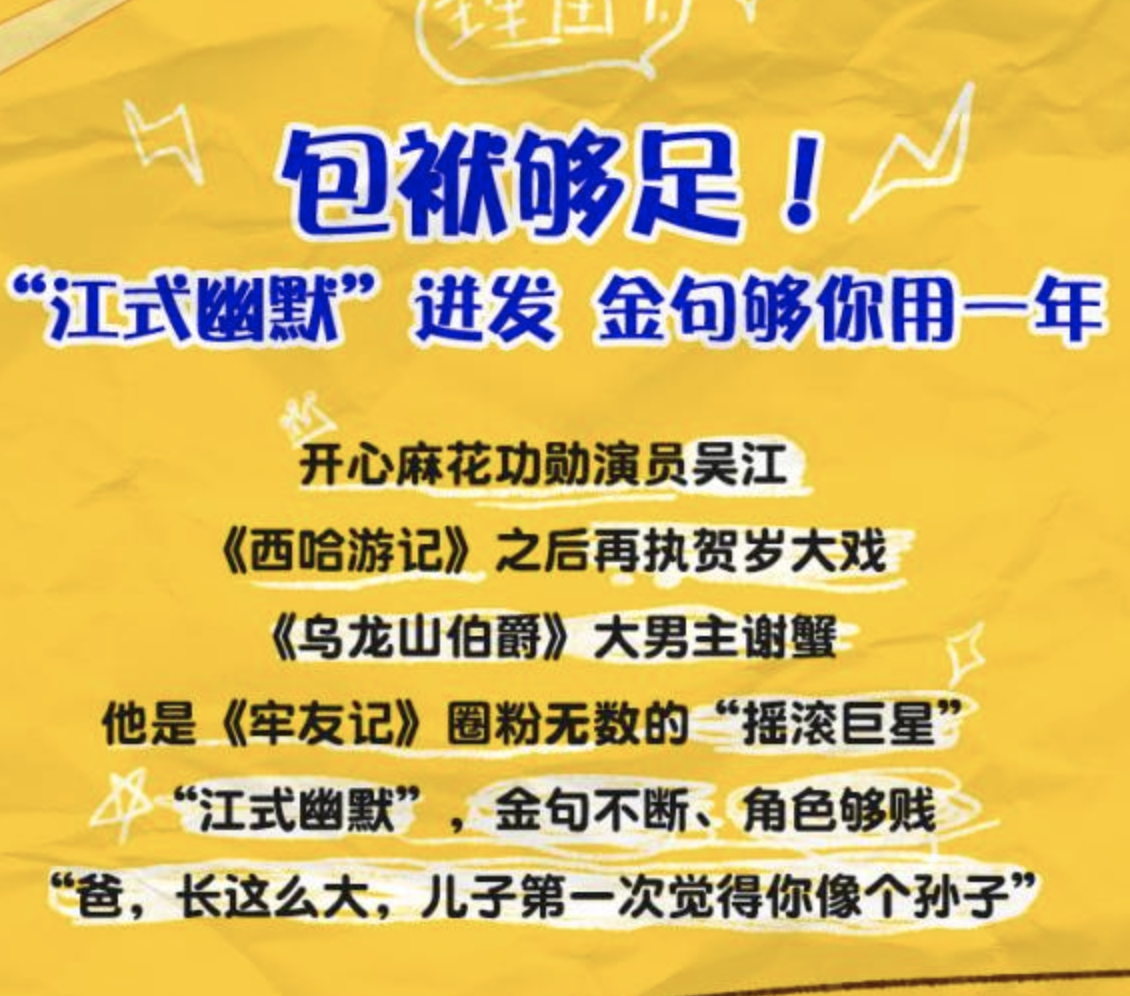 理由
包袱够足！
“江式幽默” 迸发 金句够你用一年
开心麻花功勋演员吴江
《西哈游记》之后再执贺岁大戏
《乌龙山伯爵》大男主谢蟹
他是《牢友记》圈粉无数的“摇滚巨星”
“江式幽默”，金句不断、角色够贱
“爸，长这么大，儿子第一次觉得你像个孙子”